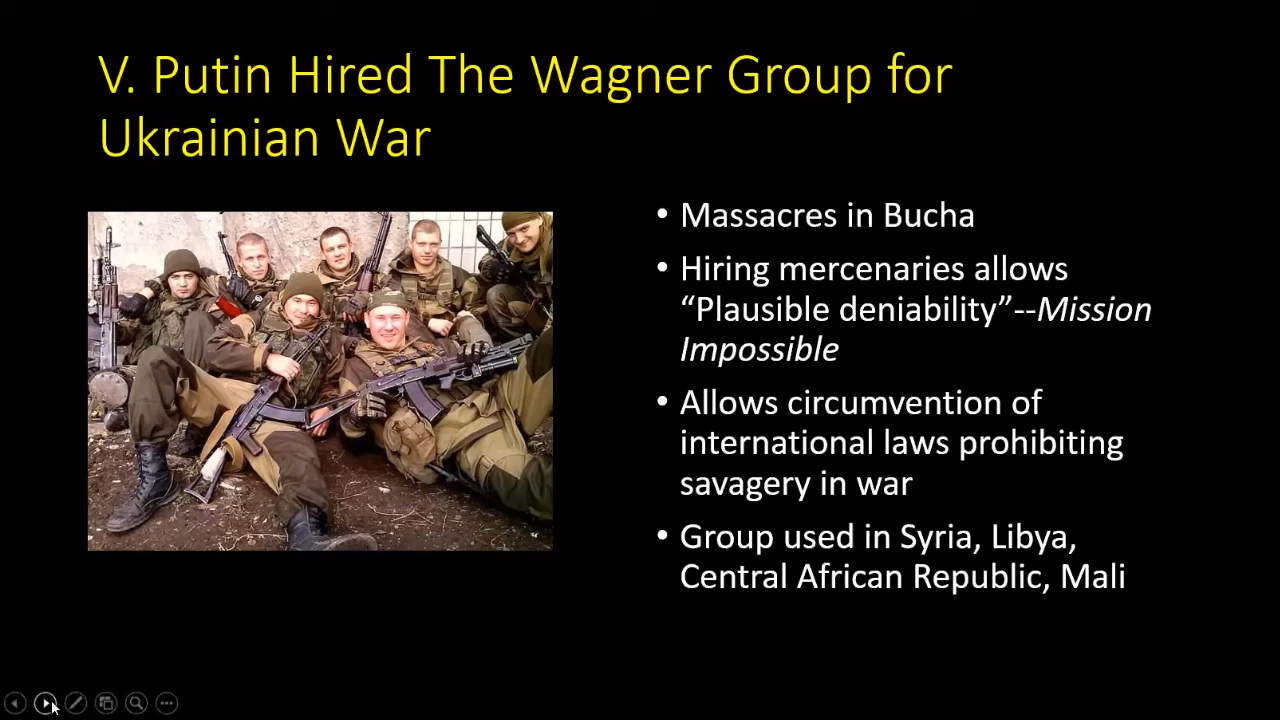 V. Putin Hired The Wagner Group for
Ukrainian War
• Massacres in Bucha
• Hiring mercenaries allows
“Plausible deniability”--Mission
Impossible
• Allows circumvention of
international laws prohibiting
savagery in war
• Group used in Syria, Libya,
Central African Republic, Mali